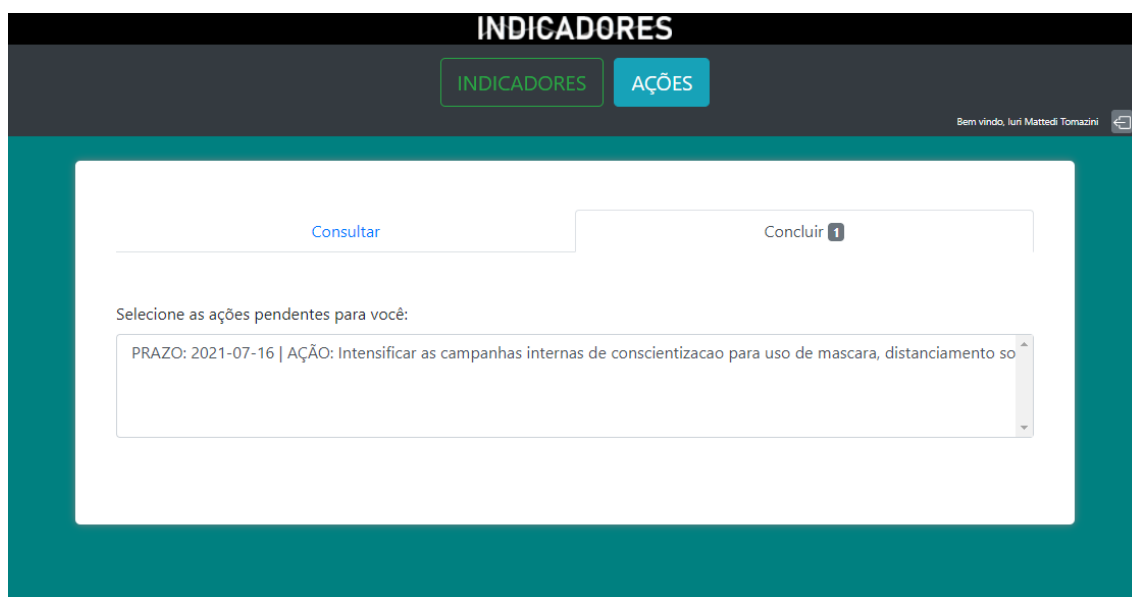 INDICADORES
INDICADORES
AÇÕES
Bem vindo, Iuri Mattedi Tomazini
Consultar
Concluir 1
Selecione as ações pendentes para você:
PRAZO: 2021-07-16 | AÇÃO: Intensificar as campanhas internas de conscientizacao para uso de mascara, distanciamento so